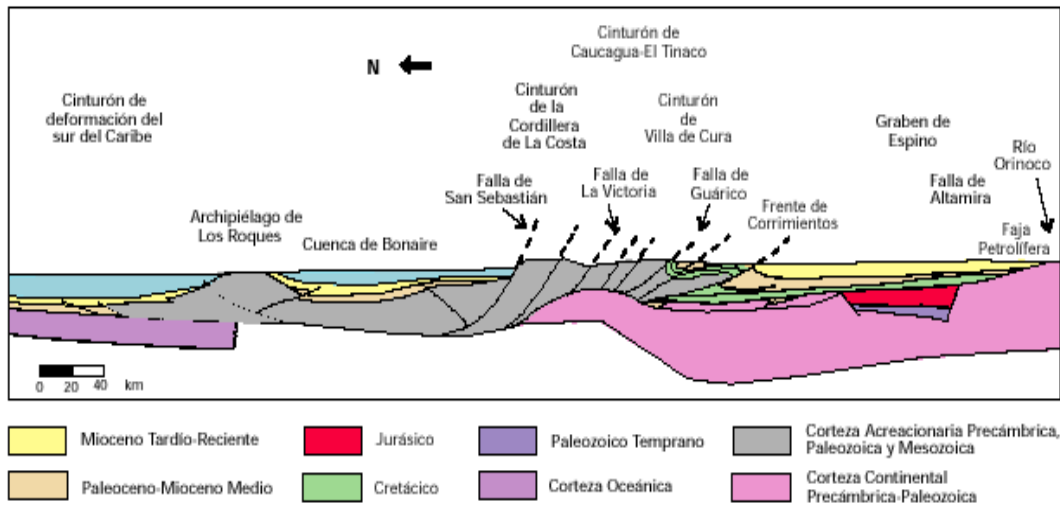 Cinturón de
Caucagua-El Tinaco
N
Cinturón de
deformación del
sur del Caribe
Cinturón
de la
Cordillera
de La Costa
Cinturón
de
Villa de Cura
Graben de
Espino
Río
Orinoco
Falla de
San Sebastián
Falla de
La Victoria
Falla de
Guárico
Falla de
Altamira
Archipiélago de
Los Roques
Cuenca de Bonaire
Frente de
Corrimientos
Faja
Petrolífera
0 20 40 km
Mioceno Tardío-Reciente
Jurásico
Paleozoico Temprano
Corteza Acreacionaria Precámbrica,
Paleozoica y Mesozoica
Paleoceno-Mioceno Medio
Cretácico
Corteza Oceánica
Corteza Continental
Precámbrica-Paleozoica